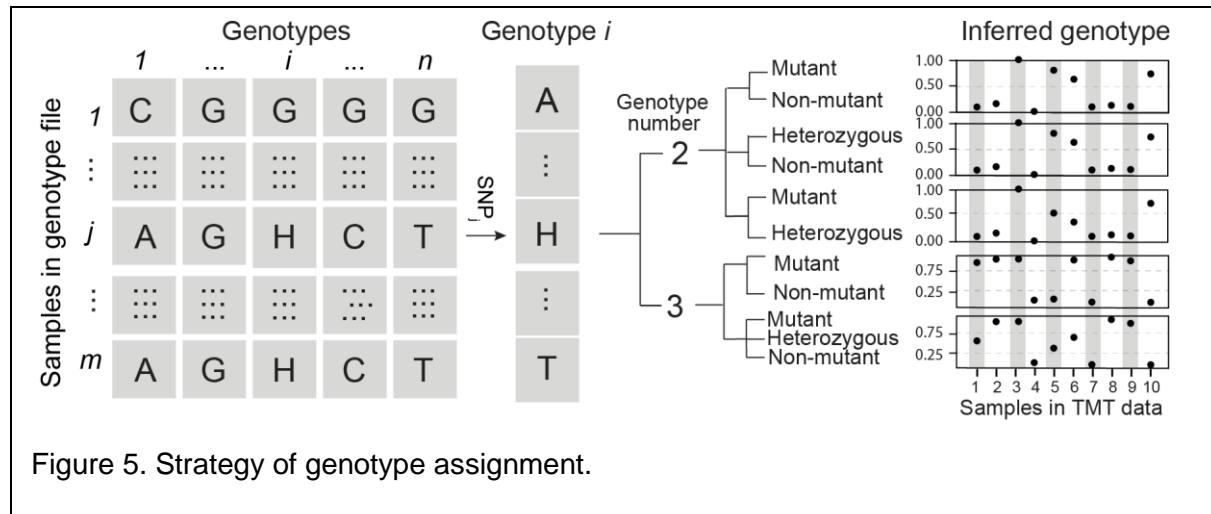 Genotypes
1 ... i ... n
Samples in genotype file
1 C G G G G
⋮ ⋮⋮⋮ ⋮⋮⋮ ⋮⋮⋮ ⋮⋮⋮ ⋮⋮⋮
j A G H C T
⋮ ⋮⋮⋮ ⋮⋮⋮ ⋮⋮⋮ ⋮⋮⋮ ⋮⋮⋮
m A G H C T
SNPj
Genotype i
A
⋮
H
⋮
T
Genotype
number
2
Mutant
Non-mutant
Heterozygous
Non-mutant
Mutant
Heterozygous
3
Mutant
Non-mutant
Mutant
Heterozygous
Non-mutant
Inferred genotype
1.00
0.50
0.00
1.00
0.50
0.00
1.00
0.50
0.00
0.75
0.25
0.75
0.25
1 2 3 4 5 6 7 8 9 10
Samples in TMT data
Figure 5. Strategy of genotype assignment.